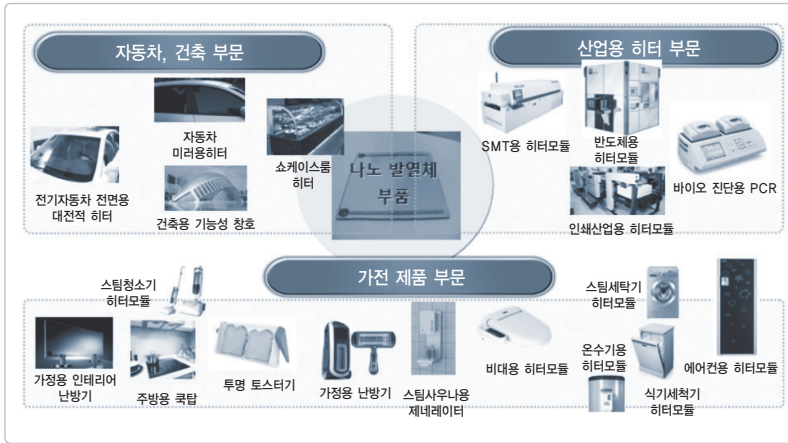 자동차, 건축 부문
산업용 히터 부문
자동차
미러용히터
쇼케이스룸
히터
전기자동차 전면용
대전적 히터
건축용 기능성 창호
나노 발열체
부품
SMT용 히터모듈
반도체용
히터모듈
바이오 진단용 PCR
인쇄산업용 히터모듈
가전 제품 부문
스팀청소기
히터모듈
가정용 인테리어
난방기
주방용 쿡탑
투명 토스터기
가정용 난방기
스팀사우나용
제네레이터
비대용 히터모듈
스팀세탁기
히터모듈
온수기용
히터모듈
식기세척기
히터모듈
에어컨용 히터모듈